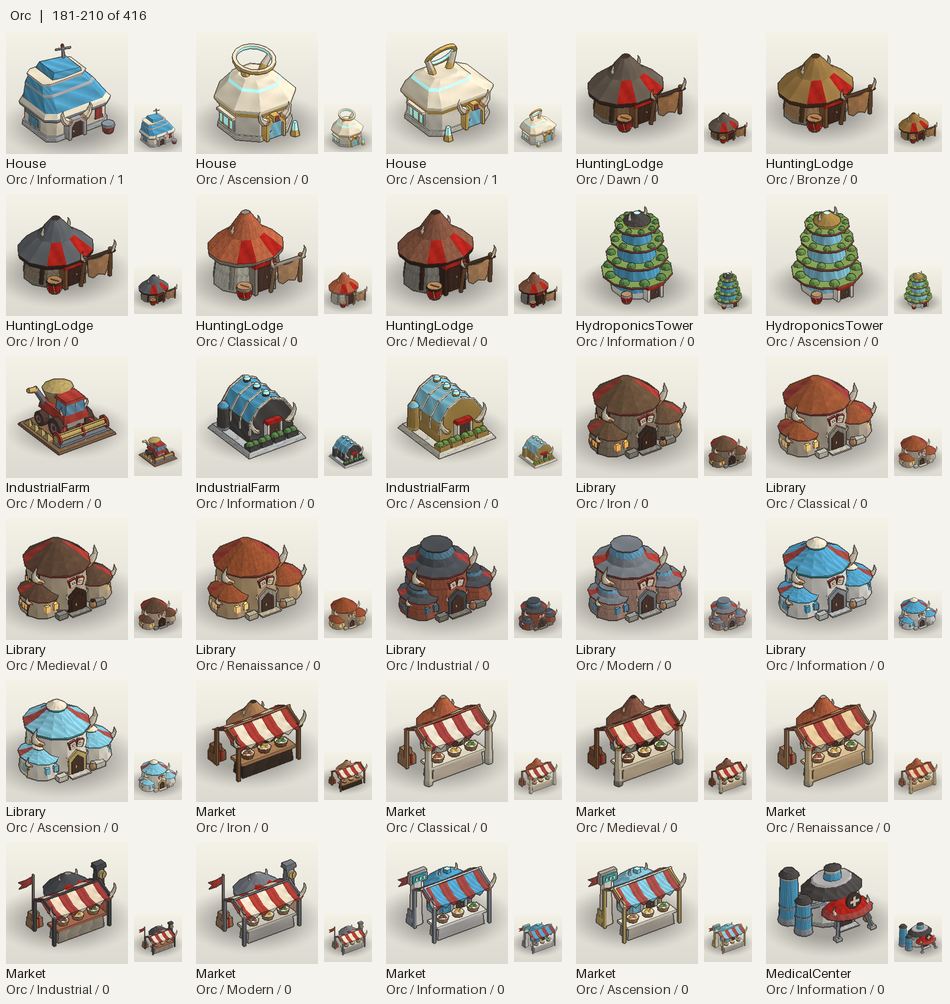 Orc | 181-210 of 416
House
Orc / Information / 1
House
Orc / Ascension / 0
House
Orc / Ascension / 1
HuntingLodge
Orc / Dawn / 0
HuntingLodge
Orc / Bronze / 0
HuntingLodge
Orc / Iron / 0
HuntingLodge
Orc / Classical / 0
HuntingLodge
Orc / Medieval / 0
HydroponicsTower
Orc / Information / 0
HydroponicsTower
Orc / Ascension / 0
IndustrialFarm
Orc / Modern / 0
IndustrialFarm
Orc / Information / 0
IndustrialFarm
Orc / Ascension / 0
Library
Orc / Iron / 0
Library
Orc / Classical / 0
Library
Orc / Medieval / 0
Library
Orc / Renaissance / 0
Library
Orc / Industrial / 0
Library
Orc / Modern / 0
Library
Orc / Information / 0
Library
Orc / Ascension / 0
Market
Orc / Iron / 0
Market
Orc / Classical / 0
Market
Orc / Medieval / 0
Market
Orc / Renaissance / 0
Market
Orc / Industrial / 0
Market
Orc / Modern / 0
Market
Orc / Information / 0
Market
Orc / Ascension / 0
MedicalCenter
Orc / Information / 0